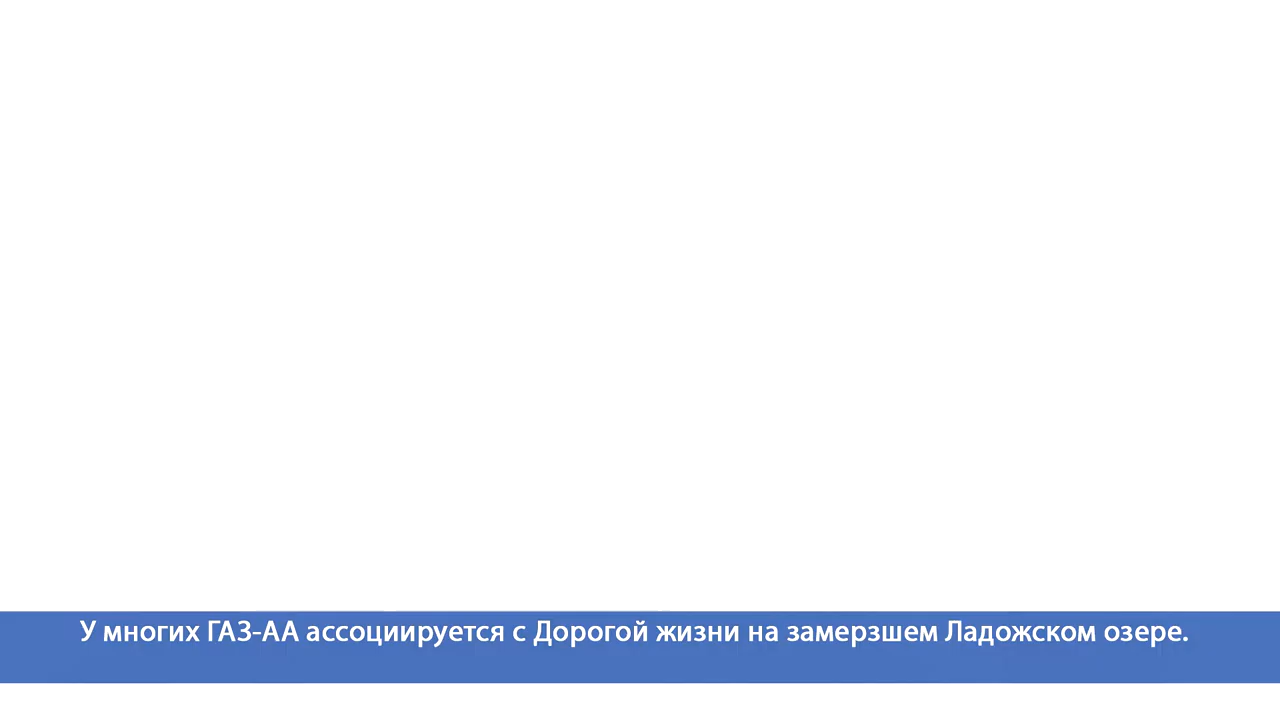 У многих ГАЗ-АА ассоциируется с Дорогой жизни на замерзшем Ладожском озере.